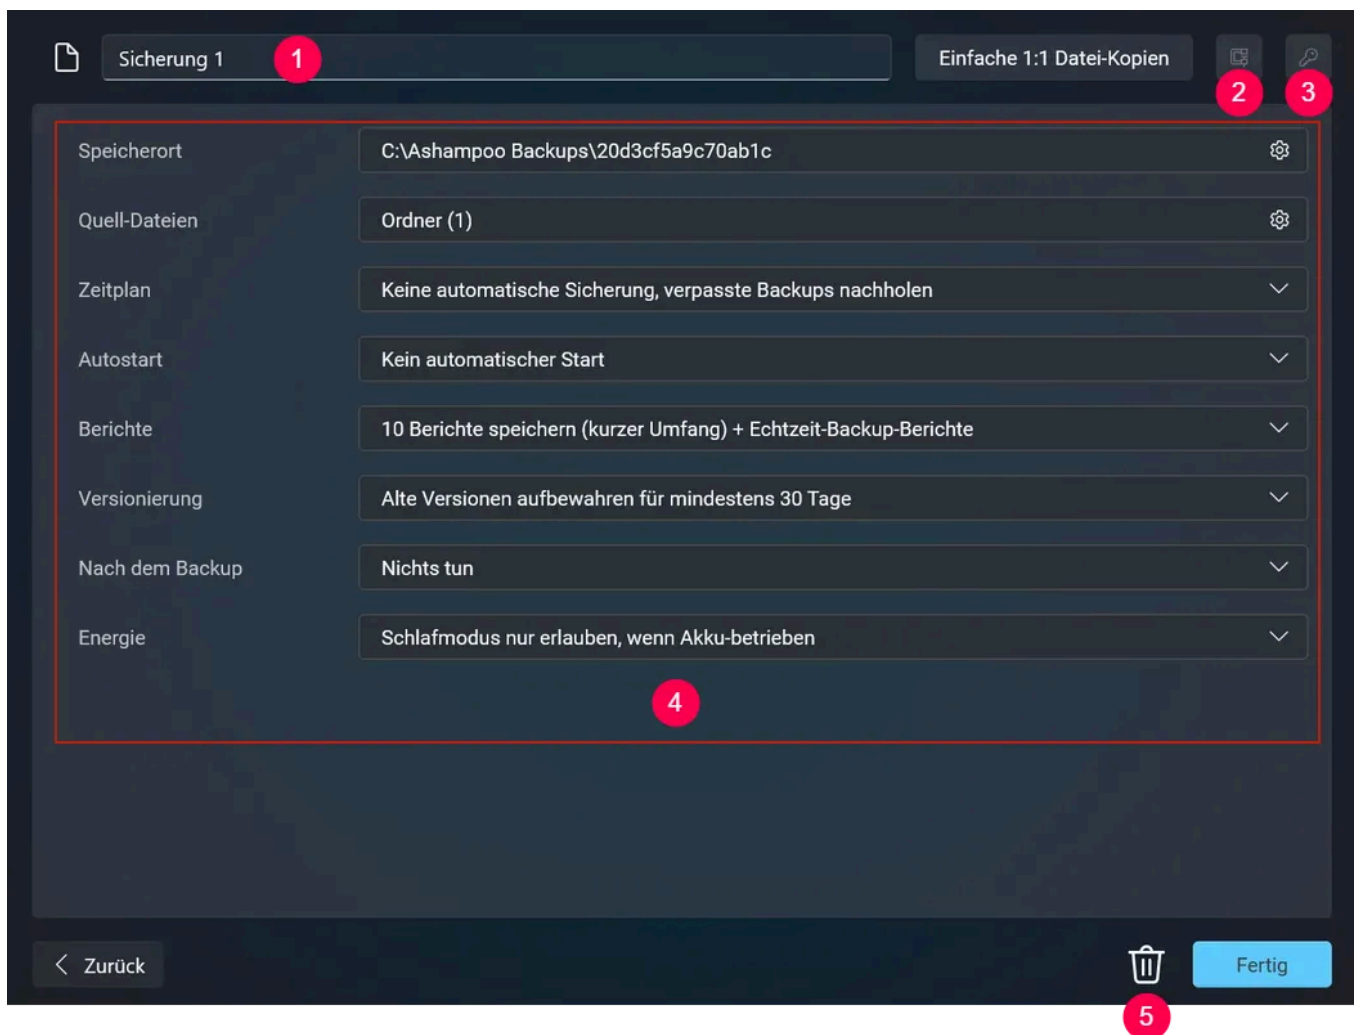 Sicherung 1
1
Einfache 1:1 Datei-Kopien
2
3
Speicherort
C:\Ashampoo Backups\20d3cf5a9c70ab1c
Quell-Dateien
Ordner (1)
Zeitplan
Keine automatische Sicherung, verpasste Backups nachholen
Autostart
Kein automatischer Start
Berichte
10 Berichte speichern (kurzer Umfang) + Echtzeit-Backup-Berichte
Versionierung
Alte Versionen aufbewahren für mindestens 30 Tage
Nach dem Backup
Nichts tun
Energie
Schlafmodus nur erlauben, wenn Akku-betrieben
4
Zurück
Fertig
5